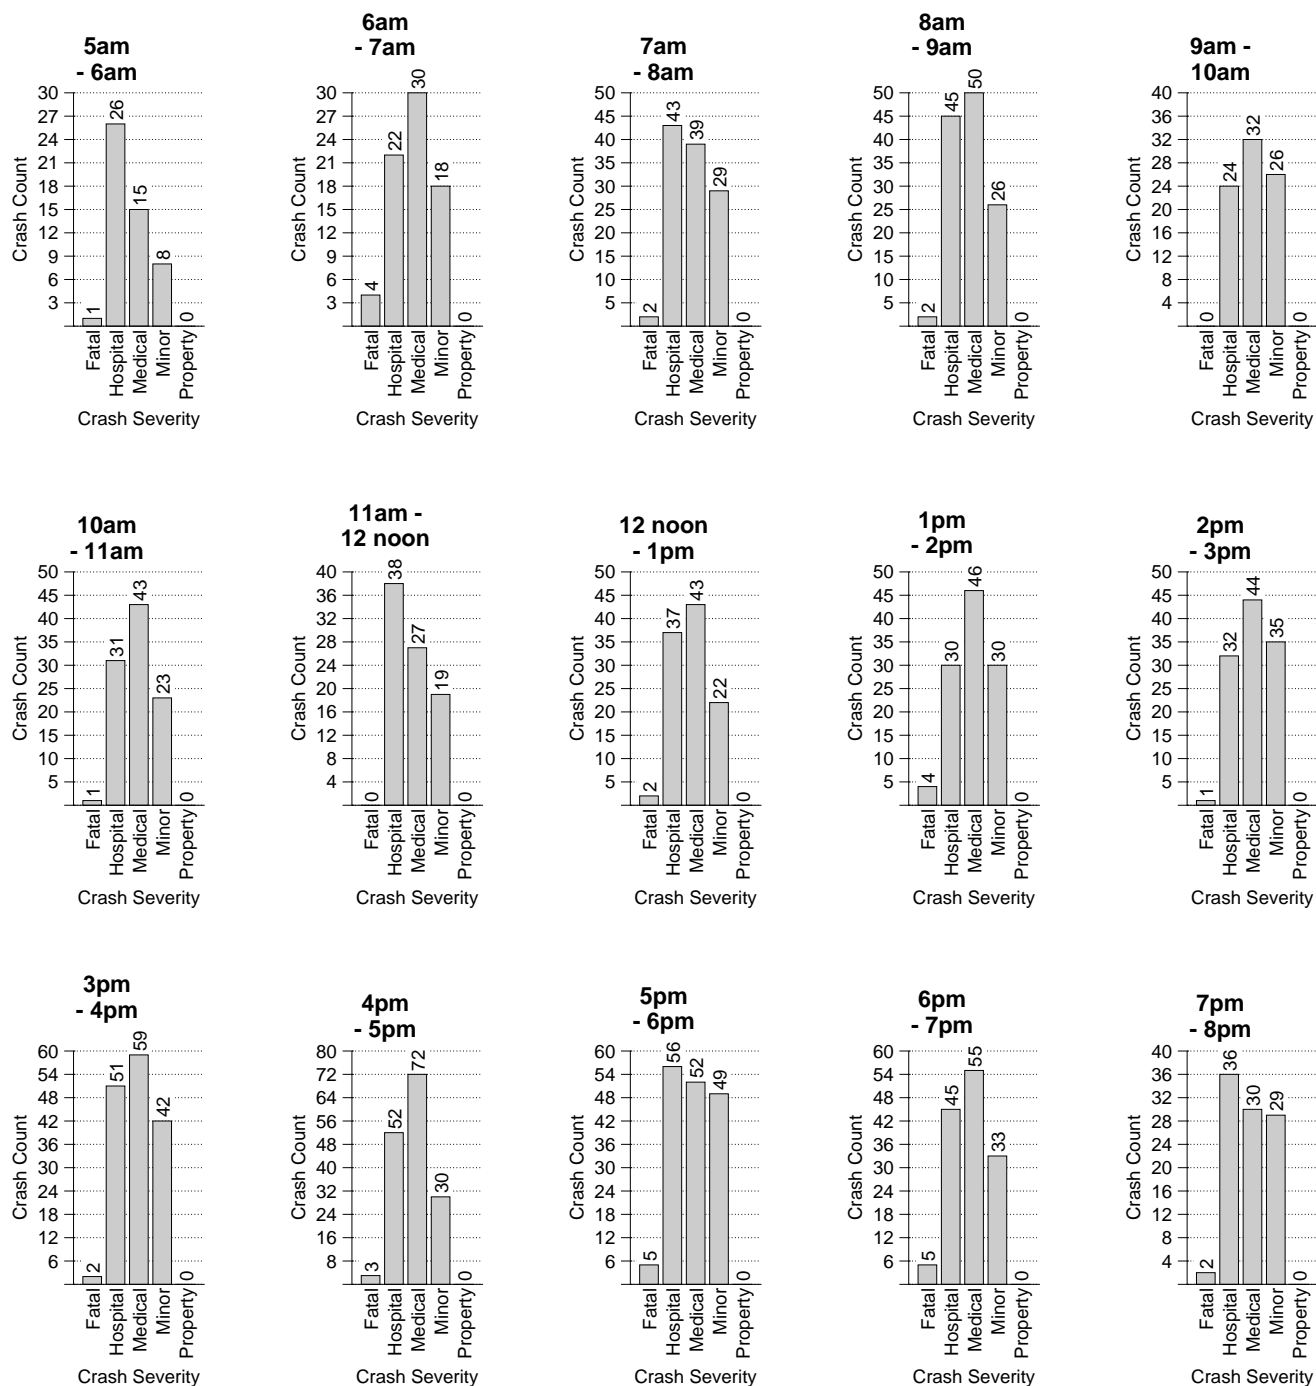 5am
- 6am
Crash Count
30
27
24
21
18
15
12
9
6
3
1
26
15
8
0
Fatal
Hospital
Medical
Minor
Property
Crash Severity
6am
- 7am
Crash Count
30
27
24
21
18
15
12
9
6
3
4
22
30
18
0
Fatal
Hospital
Medical
Minor
Property
Crash Severity
7am
- 8am
Crash Count
50
45
40
35
30
25
20
15
10
5
2
43
39
29
0
Fatal
Hospital
Medical
Minor
Property
Crash Severity
8am
- 9am
Crash Count
50
45
40
35
30
25
20
15
10
5
2
45
50
26
0
Fatal
Hospital
Medical
Minor
Property
Crash Severity
9am -
10am
Crash Count
40
36
32
28
24
20
16
12
8
4
0
24
32
26
0
Fatal
Hospital
Medical
Minor
Property
Crash Severity
10am
- 11am
Crash Count
50
45
40
35
30
25
20
15
10
5
1
31
43
23
0
Fatal
Hospital
Medical
Minor
Property
Crash Severity
11am -
12 noon
Crash Count
40
36
32
28
24
20
16
12
8
4
0
38
27
19
0
Fatal
Hospital
Medical
Minor
Property
Crash Severity
12 noon
- 1pm
Crash Count
50
45
40
35
30
25
20
15
10
5
2
37
43
22
0
Fatal
Hospital
Medical
Minor
Property
Crash Severity
1pm
- 2pm
Crash Count
50
45
40
35
30
25
20
15
10
5
4
30
46
30
0
Fatal
Hospital
Medical
Minor
Property
Crash Severity
2pm
- 3pm
Crash Count
50
45
40
35
30
25
20
15
10
5
1
32
44
35
0
Fatal
Hospital
Medical
Minor
Property
Crash Severity
3pm
- 4pm
Crash Count
60
54
48
42
36
30
24
18
12
6
2
51
59
42
0
Fatal
Hospital
Medical
Minor
Property
Crash Severity
4pm
- 5pm
Crash Count
80
72
64
56
48
40
32
24
16
8
3
52
72
30
0
Fatal
Hospital
Medical
Minor
Property
Crash Severity
5pm
- 6pm
Crash Count
60
54
48
42
36
30
24
18
12
6
5
56
52
49
0
Fatal
Hospital
Medical
Minor
Property
Crash Severity
6pm
- 7pm
Crash Count
60
54
48
42
36
30
24
18
12
6
5
45
55
33
0
Fatal
Hospital
Medical
Minor
Property
Crash Severity
7pm
- 8pm
Crash Count
40
36
32
28
24
20
16
12
8
4
2
36
30
29
0
Fatal
Hospital
Medical
Minor
Property
Crash Severity